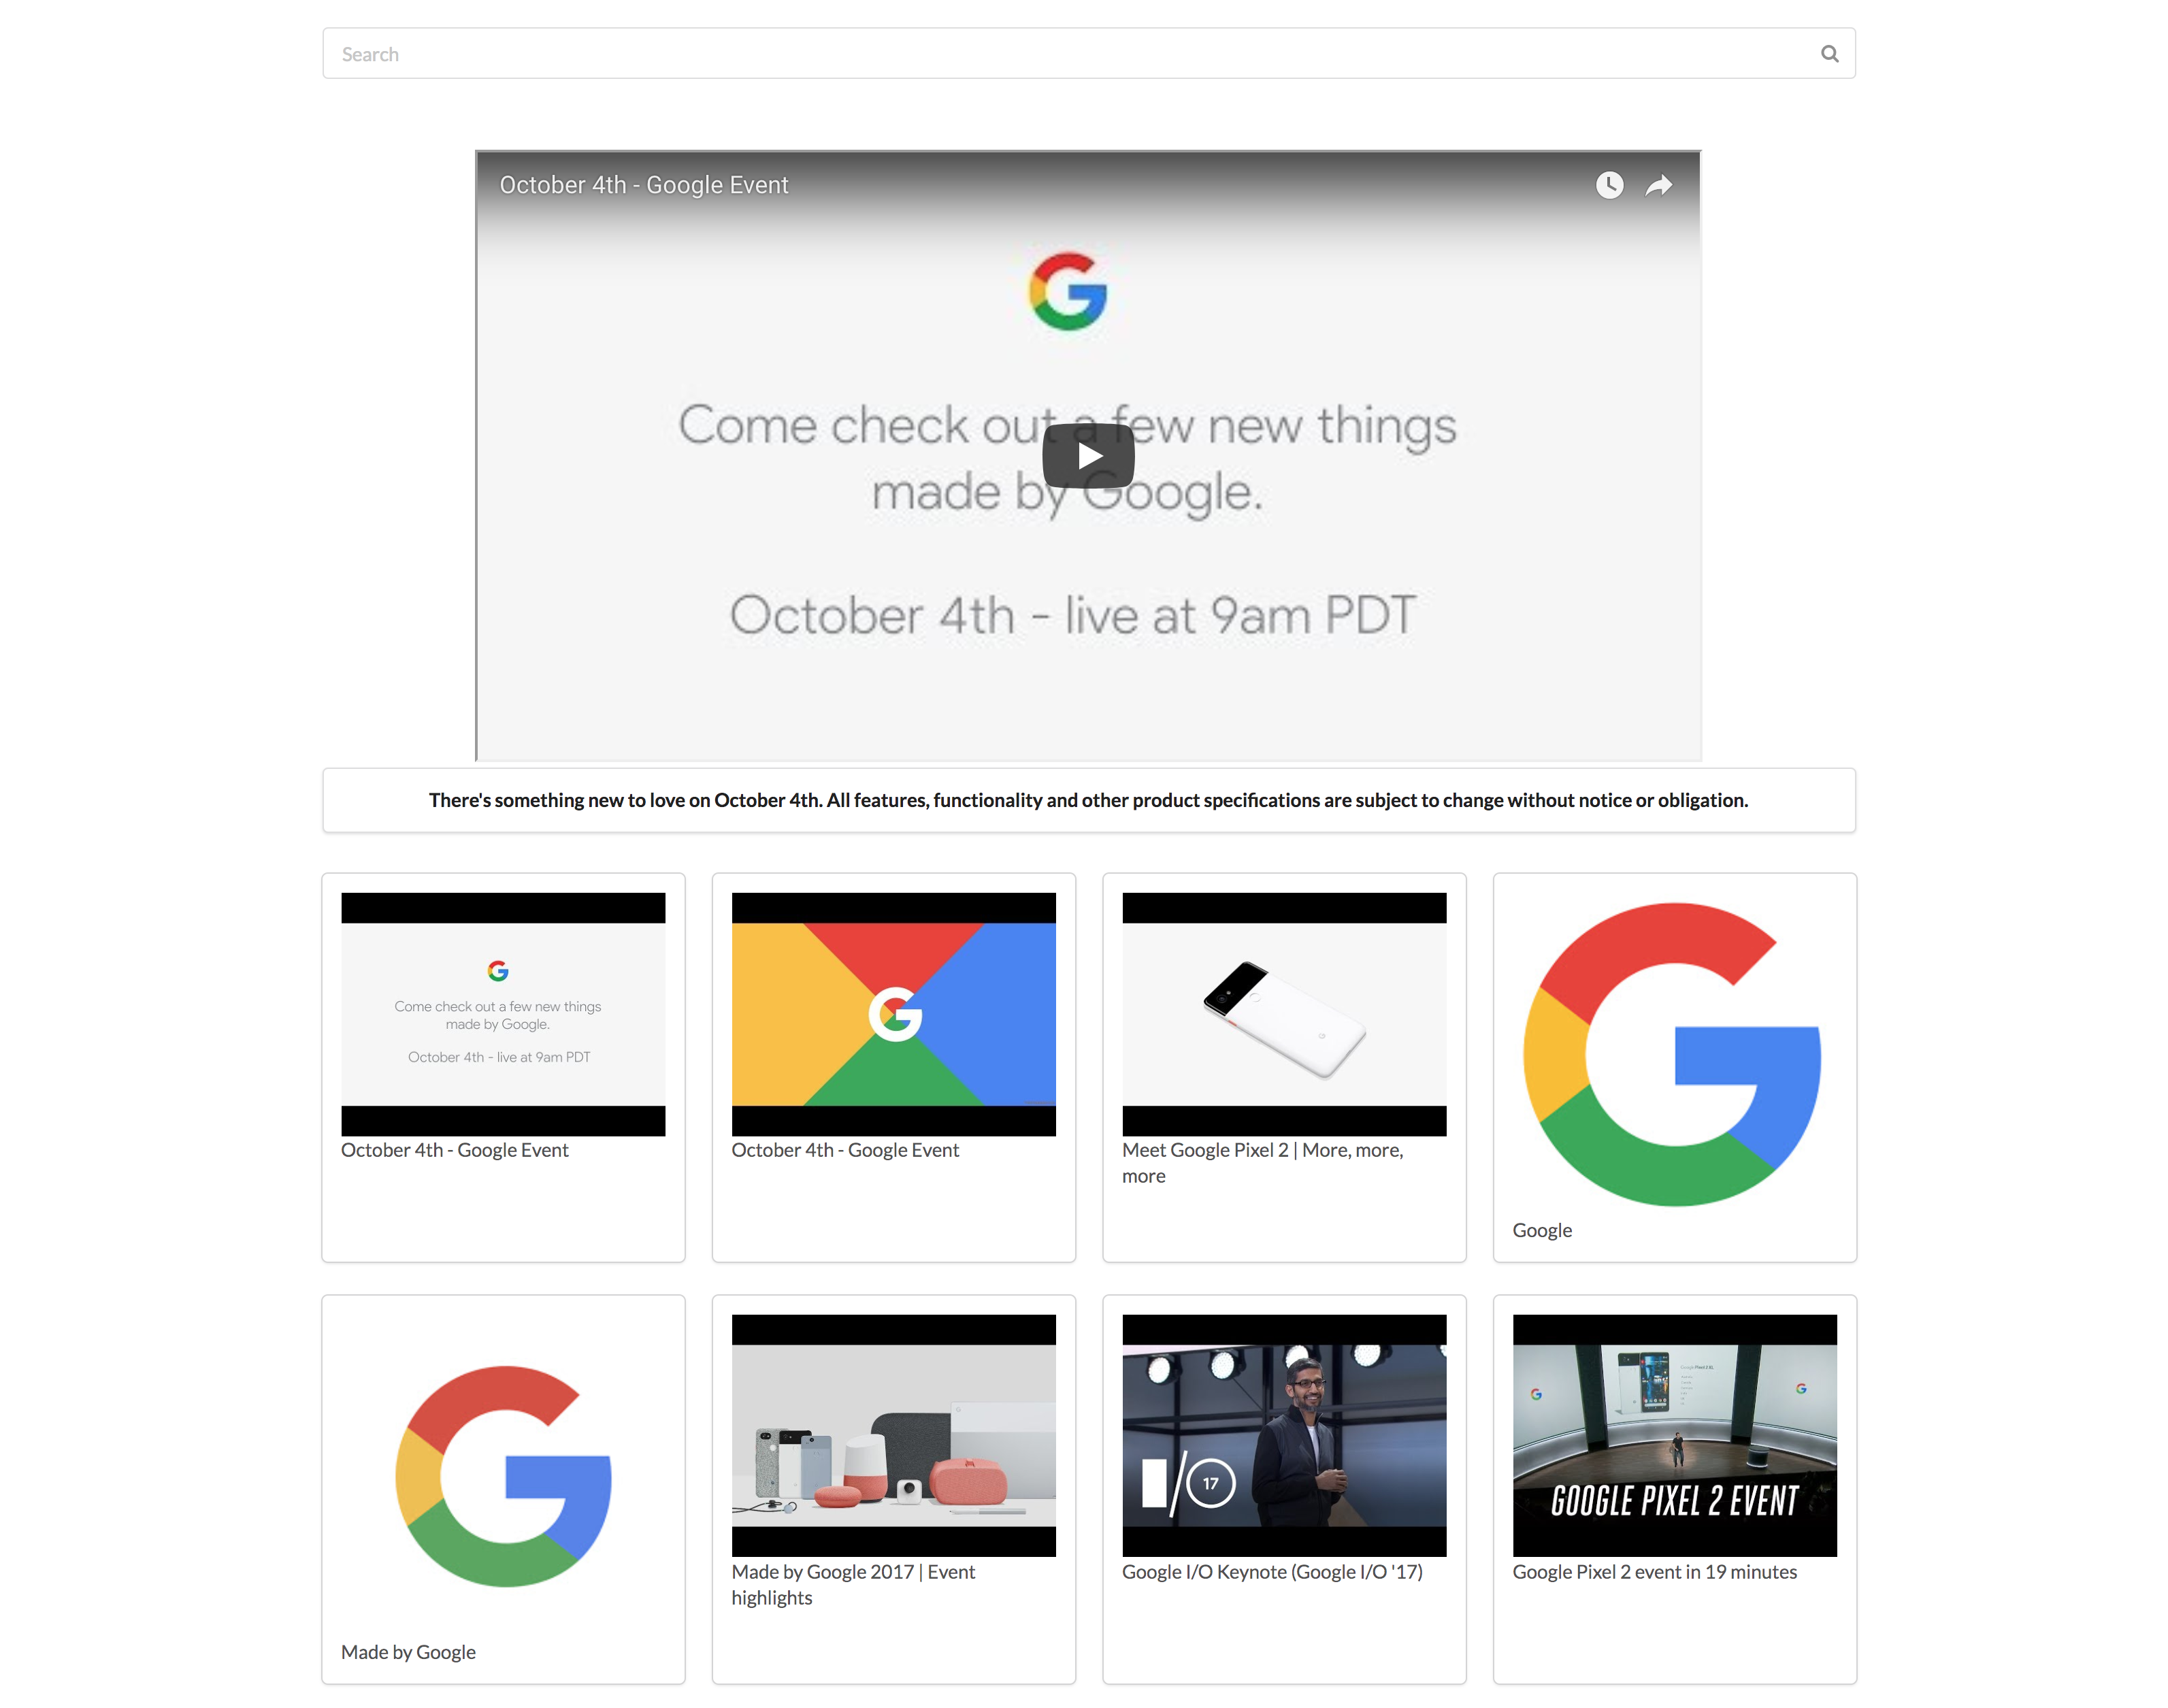 Search
October 4th - Google Event
Come check out a few new things
made by Google.
October 4th - live at 9am PDT
There's something new to love on October 4th. All features, functionality and other product specifications are subject to change without notice or obligation.
Come check out a few new things
made by Google.
October 4th - live at 9am PDT
October 4th - Google Event
October 4th - Google Event
Meet Google Pixel 2 | More, more,
more
Google
Made by Google
Made by Google 2017 | Event
highlights
17
Google I/O Keynote (Google I/O '17)
GOOGLE PIXEL 2 EVENT
Google Pixel 2 event in 19 minutes